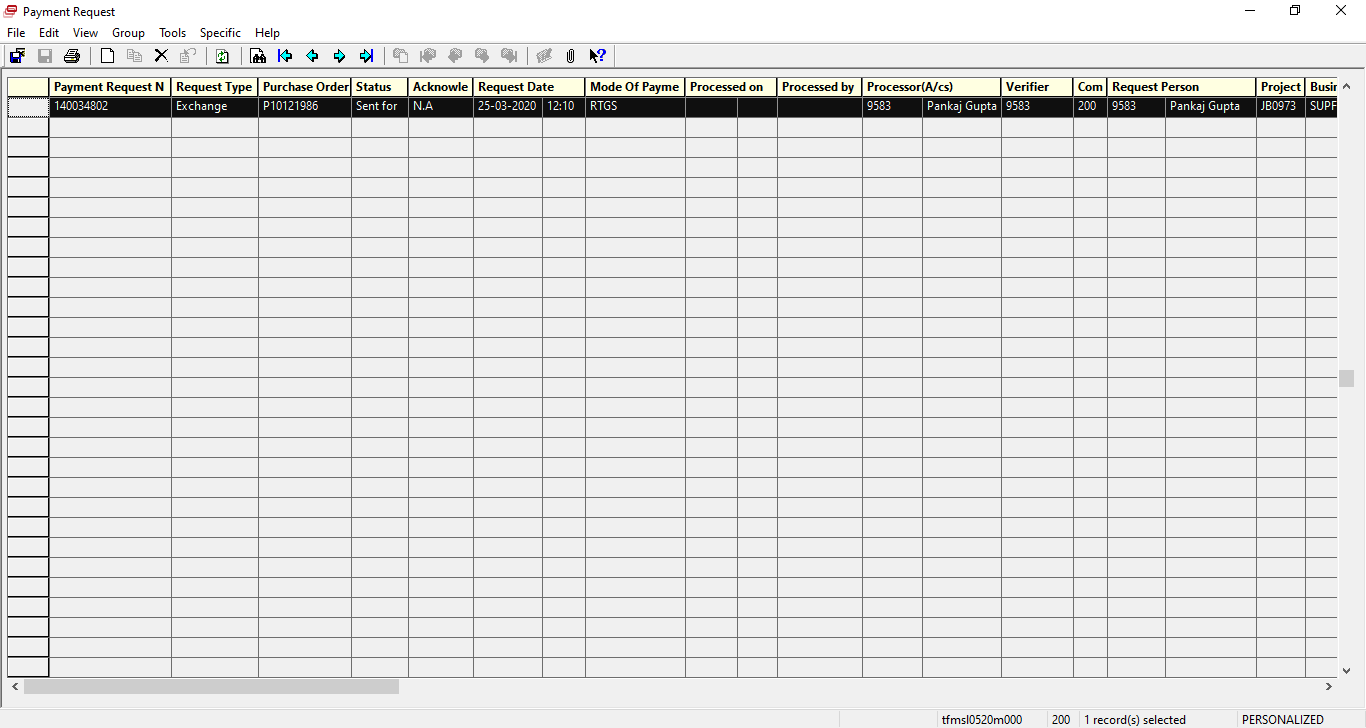 Payment Request
File Edit View Group Tools Specific Help
Payment Request N Request Type Purchase Order Status Acknowle Request Date Mode Of Payme Processed on Processed by Processor(A/cs) Verifier Com Request Person Project Busir
140034802 Exchange P10121986 Sent for N.A 25-03-2020 12:10 RTGS 9583 Pankaj Gupta 9583 200 9583 Pankaj Gupta JB0973 SUPF
tfmsl0520m000 200 1 record(s) selected PERSONALIZED